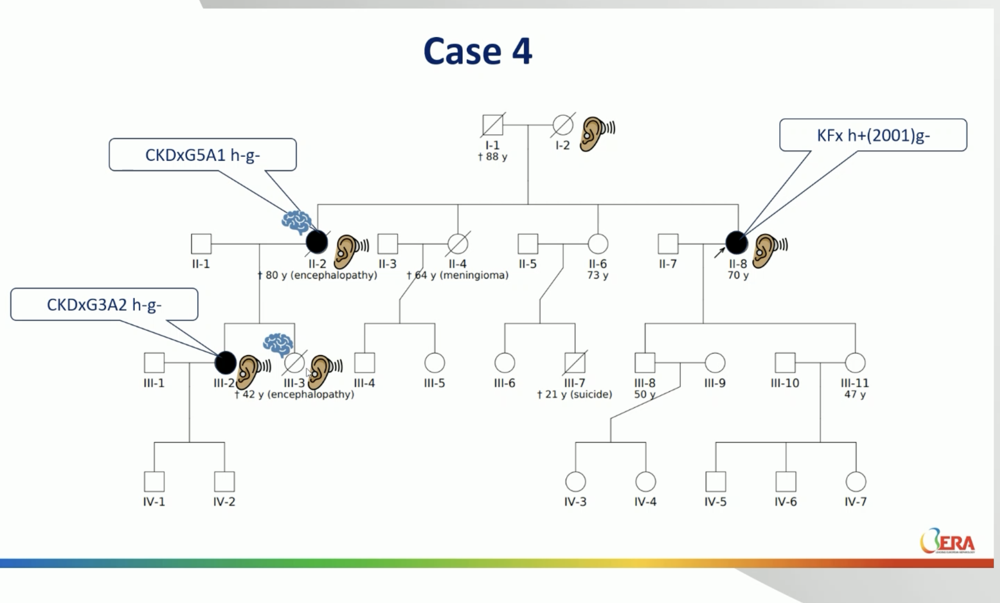 Case 4
KFx h+(2001)g-
CKDxG5A1 h-g-
I-1
† 88 y
I-2
II-1
II-2
† 80 y (encephalopathy)
II-3
II-4
† 64 y (meningioma)
II-5
II-6
73 y
II-7
II-8
70 y
CKDxG3A2 h-g-
III-1
III-2
III-3
† 42 y (encephalopathy)
III-4
III-5
III-6
III-7
† 21 y (suicide)
III-8
50 y
III-9
III-10
III-11
47 y
IV-1
IV-2
IV-3
IV-4
IV-5
IV-6
IV-7
ERA
LEADING EUROPEAN NEPHROLOGY